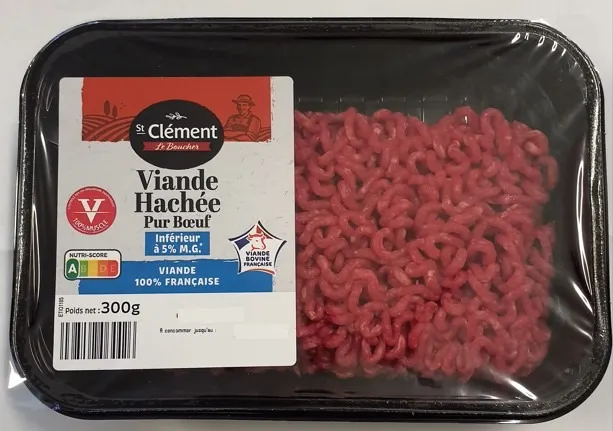 St Clément
Le Boucher
Viande
Hachée
Pur Bœuf
Inférieur
à 5% M.G.*
VIANDE
100% FRANÇAISE
V
100% MUSCLE
VIANDE
BOVINE
FRANÇAISE
NUTRI-SCORE
A B C D E
Poids net : 300g
A consommer jusqu'au :